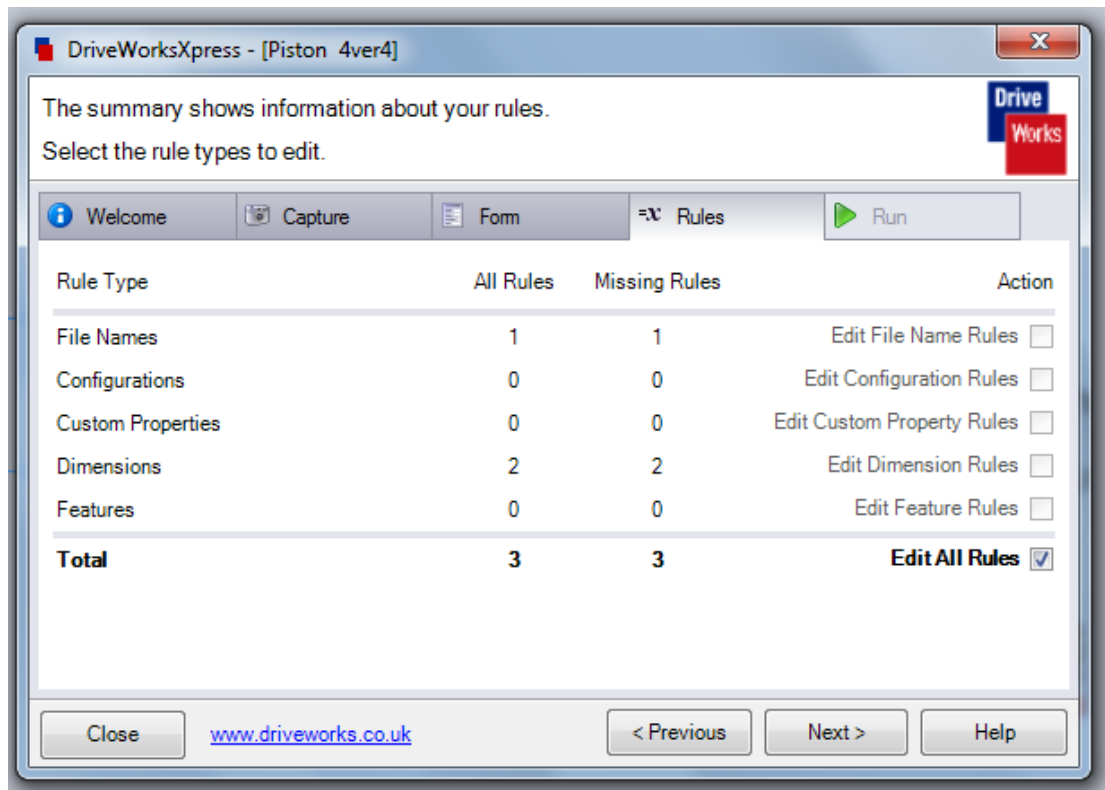 DriveWorksXpress - [Piston 4ver4]
The summary shows information about your rules.
Select the rule types to edit.
Drive
Works
Welcome Capture Form =x Rules Run
Rule Type All Rules Missing Rules Action
File Names 1 1 Edit File Name Rules
Configurations 0 0 Edit Configuration Rules
Custom Properties 0 0 Edit Custom Property Rules
Dimensions 2 2 Edit Dimension Rules
Features 0 0 Edit Feature Rules
Total 3 3 Edit All Rules
Close www.driveworks.co.uk < Previous Next > Help